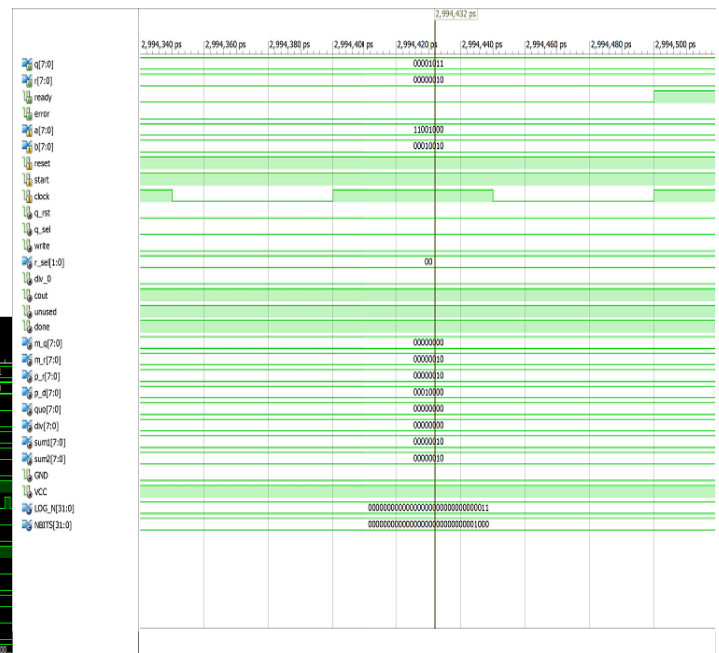 2,994,432 ps
2,994,340 ps 2,994,360 ps 2,994,380 ps 2,994,400 ps 2,994,420 ps 2,994,440 ps 2,994,460 ps 2,994,480 ps 2,994,500 ps
q[7:0] 00001011
r[7:0] 00000010
ready
error
a[7:0] 11001000
b[7:0] 00010010
reset
start
clock
q_rst
q_sel
write
r_sel[1:0] 00
div_0
cout
unused
done
m_q[7:0] 00000000
m_r[7:0] 00000010
p_r[7:0] 00000010
p_d[7:0] 00010000
quo[7:0] 00000000
div[7:0] 00000000
sum1[7:0] 00000010
sum2[7:0] 00000010
GND
VCC
LOG_N[31:0] 00000000000000000000000000000011
NBITS[31:0] 00000000000000000000000000001000